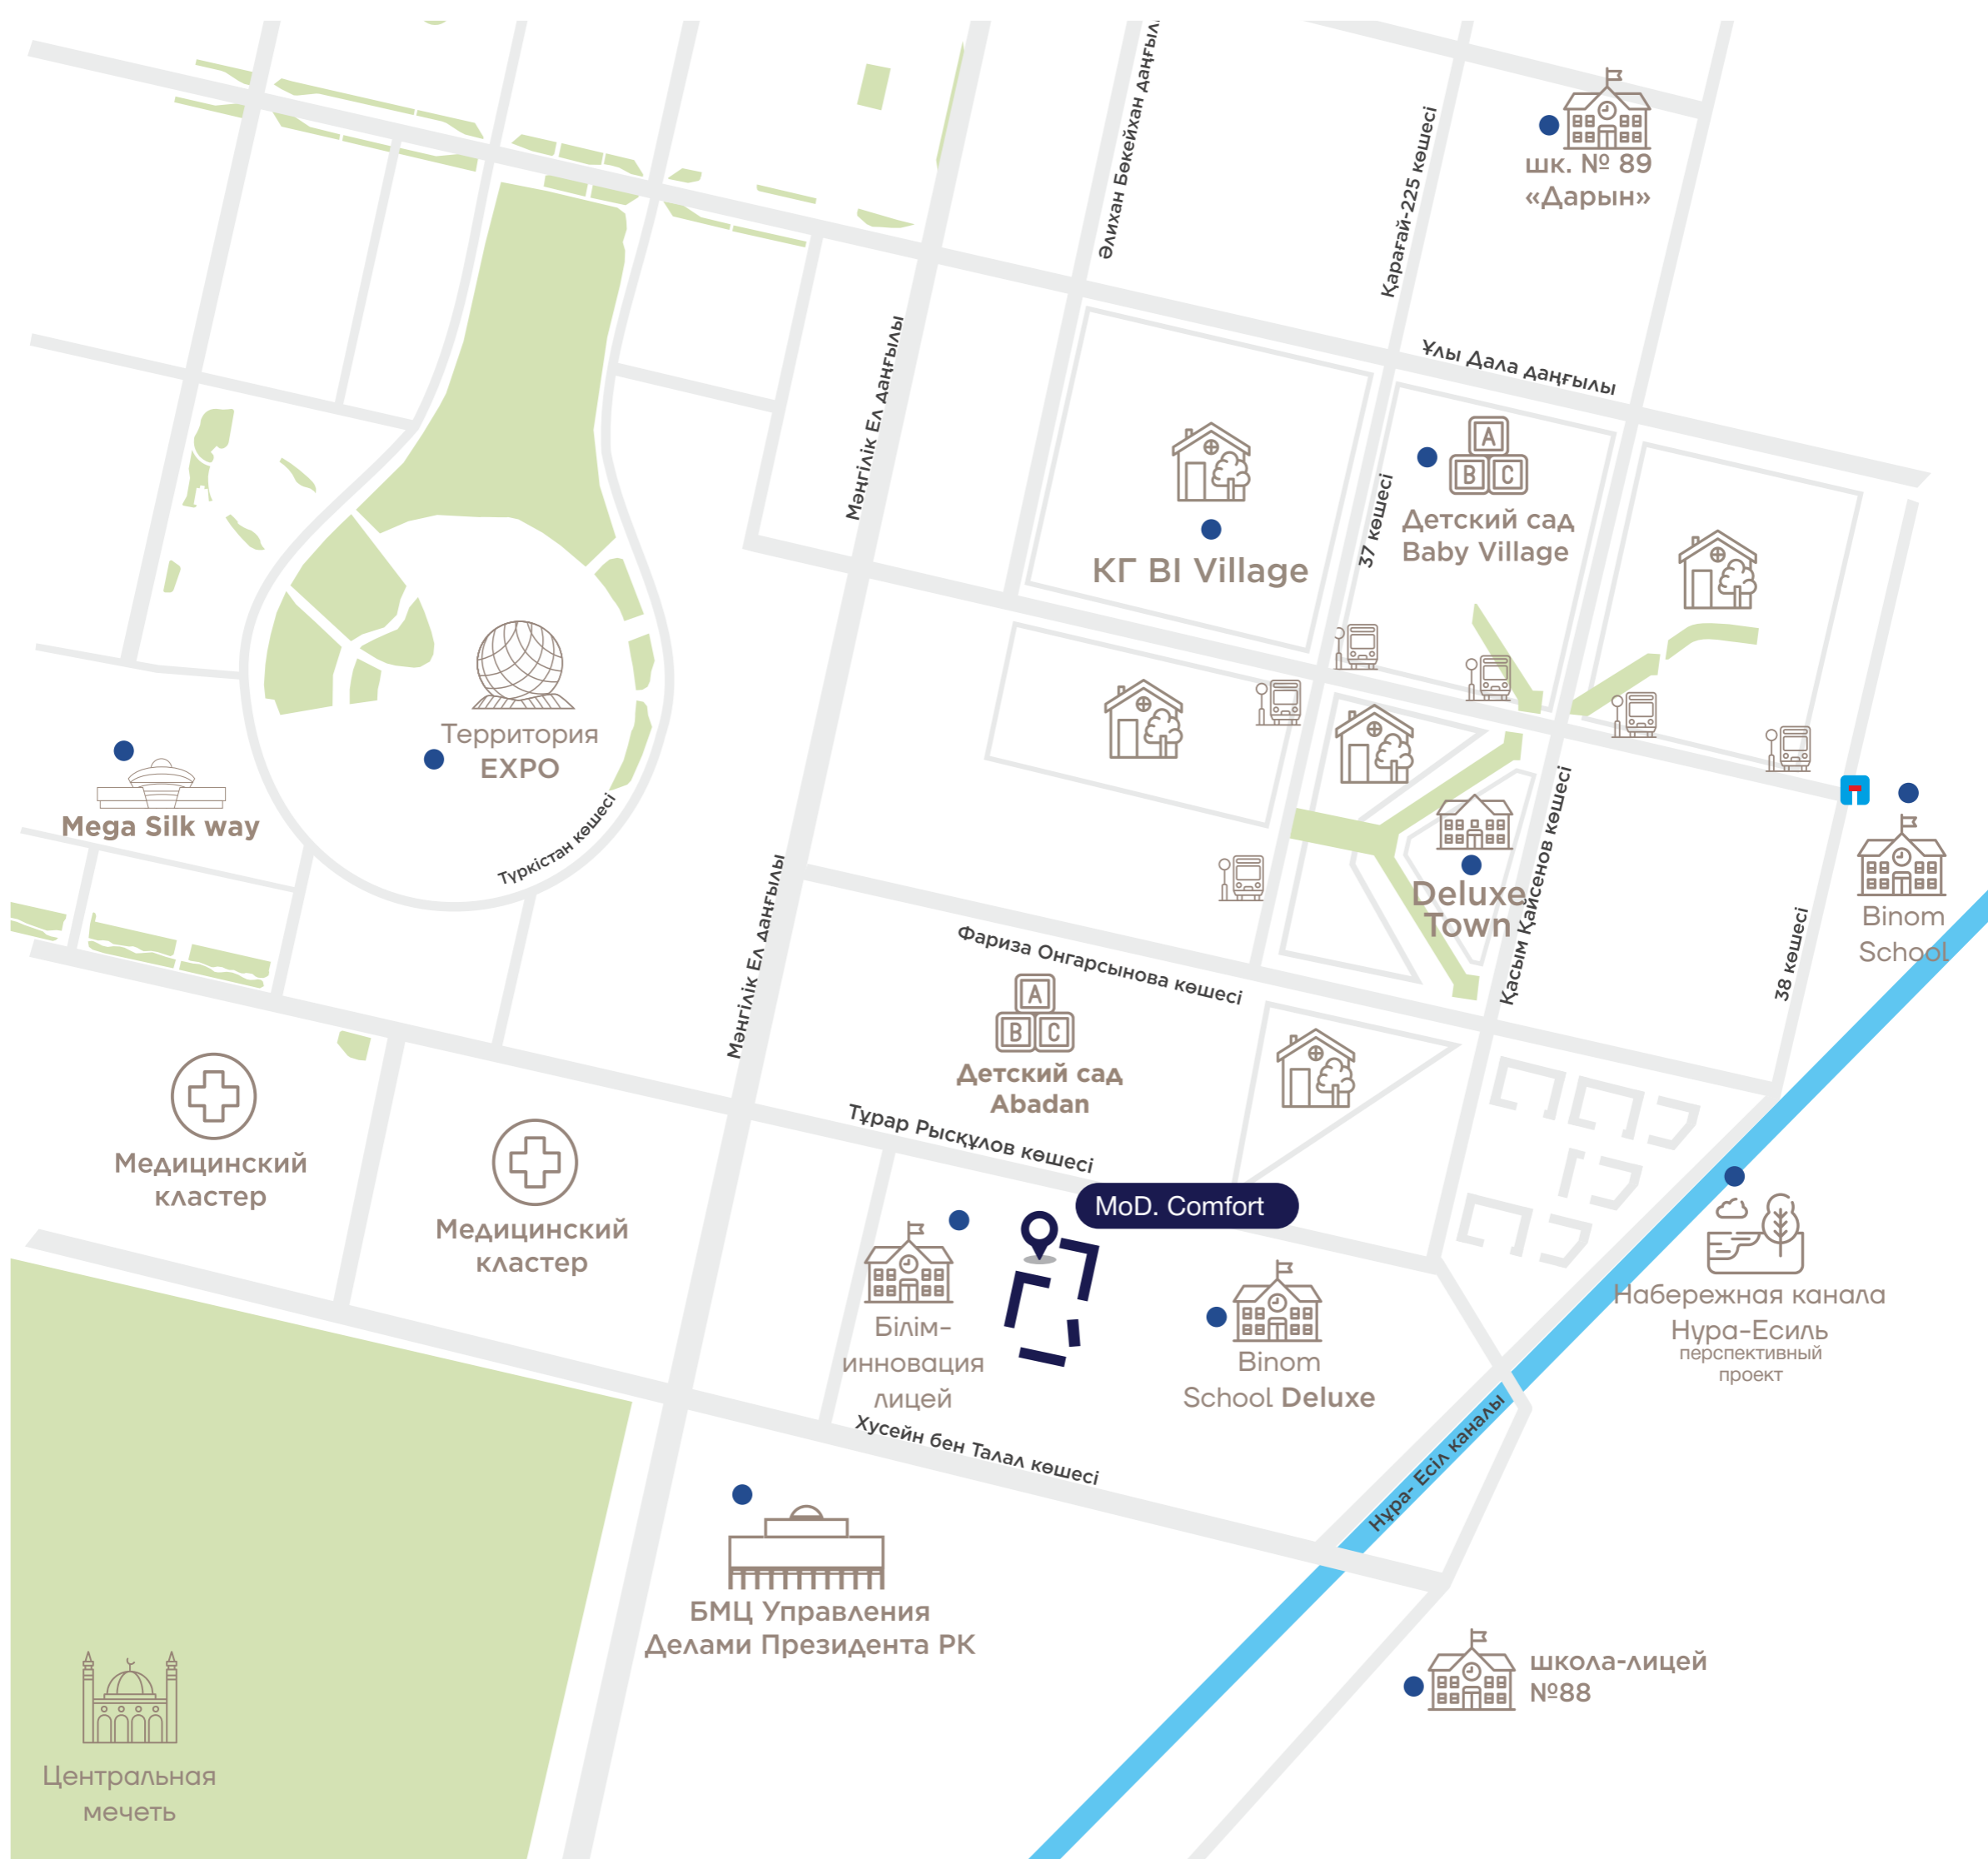 Әлихан Бөкейхан даңғыл
Қарағай-225 көшесі
шк. № 89
«Дарын»
Мәңгілік Ел даңғылы
Ұлы Дала даңғылы
КГ BI Village
37 көшесі
A
B C
Детский сад
Baby Village
Территория
EXPO
Mega Silk way
Түркістан көшесі
Deluxe
Town
Қасым Қайсенов көшесі
Binom
School
38 көшесі
Мәңгілік Ел даңғылы
Фариза Онгарсынова көшесі
A
B C
Детский сад
Abadan
Тұрар Рысқұлов көшесі
Медицинский
кластер
Медицинский
кластер
MoD. Comfort
Білім-
инновация
лицей
Binom
School Deluxe
Набережная канала
Нура-Есиль
перспективный
проект
Хусейн бен Талал көшесі
Нұра- Есіл каналы
БМЦ Управления
Делами Президента РК
школа-лицей
№88
Центральная
мечеть